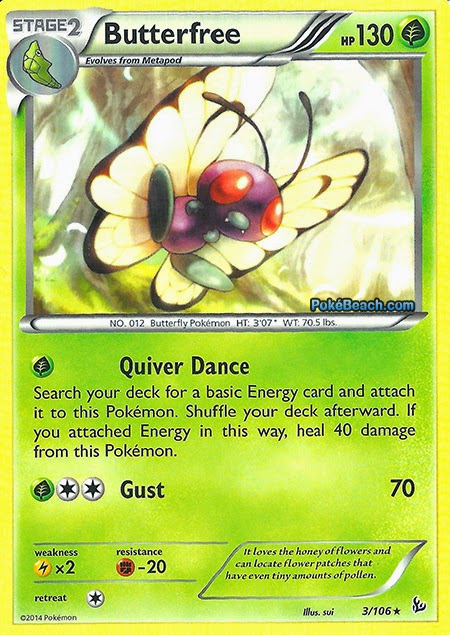 STAGE2
Butterfree
HP130
Evolves from Metapod
PokéBeach.com
NO. 012 Butterfly Pokémon HT: 3'07" WT: 70.5 lbs.
Quiver Dance
Search your deck for a basic Energy card and attach
it to this Pokémon. Shuffle your deck afterward. If
you attached Energy in this way, heal 40 damage
from this Pokémon.
Gust 70
weakness
×2
resistance
-20
retreat
It loves the honey of flowers and
can locate flower patches that
have even tiny amounts of pollen.
©2014 Pokémon
Illus. sui
3/106★